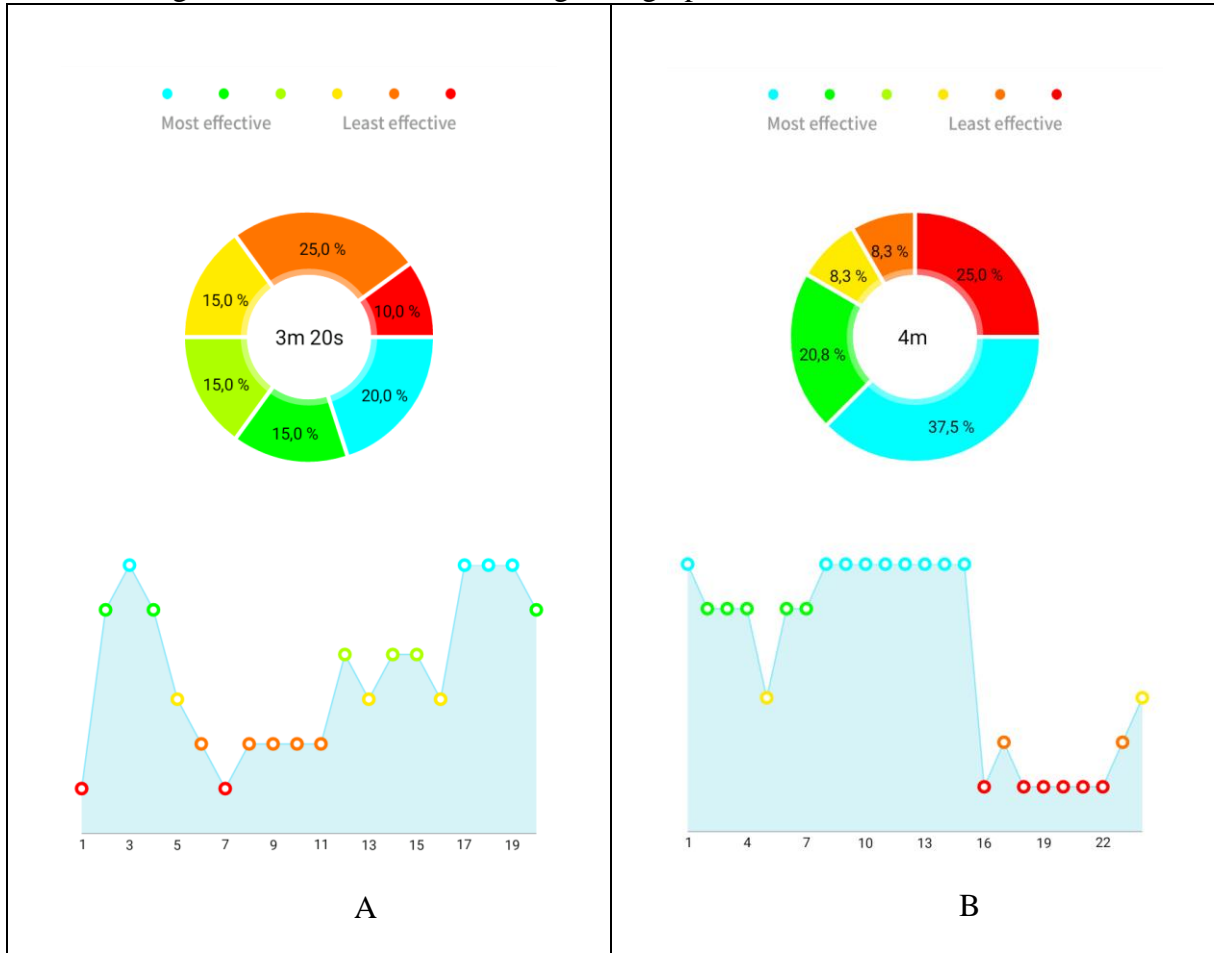 Most effective Least effective
25,0 %
15,0 %
10,0 %
3m 20s
15,0 %
20,0 %
15,0 %
1 3 5 7 9 11 13 15 17 19
A
Most effective Least effective
8,3 %
25,0 %
8,3 %
4m
20,8 %
37,5 %
1 4 7 10 13 16 19 22
B